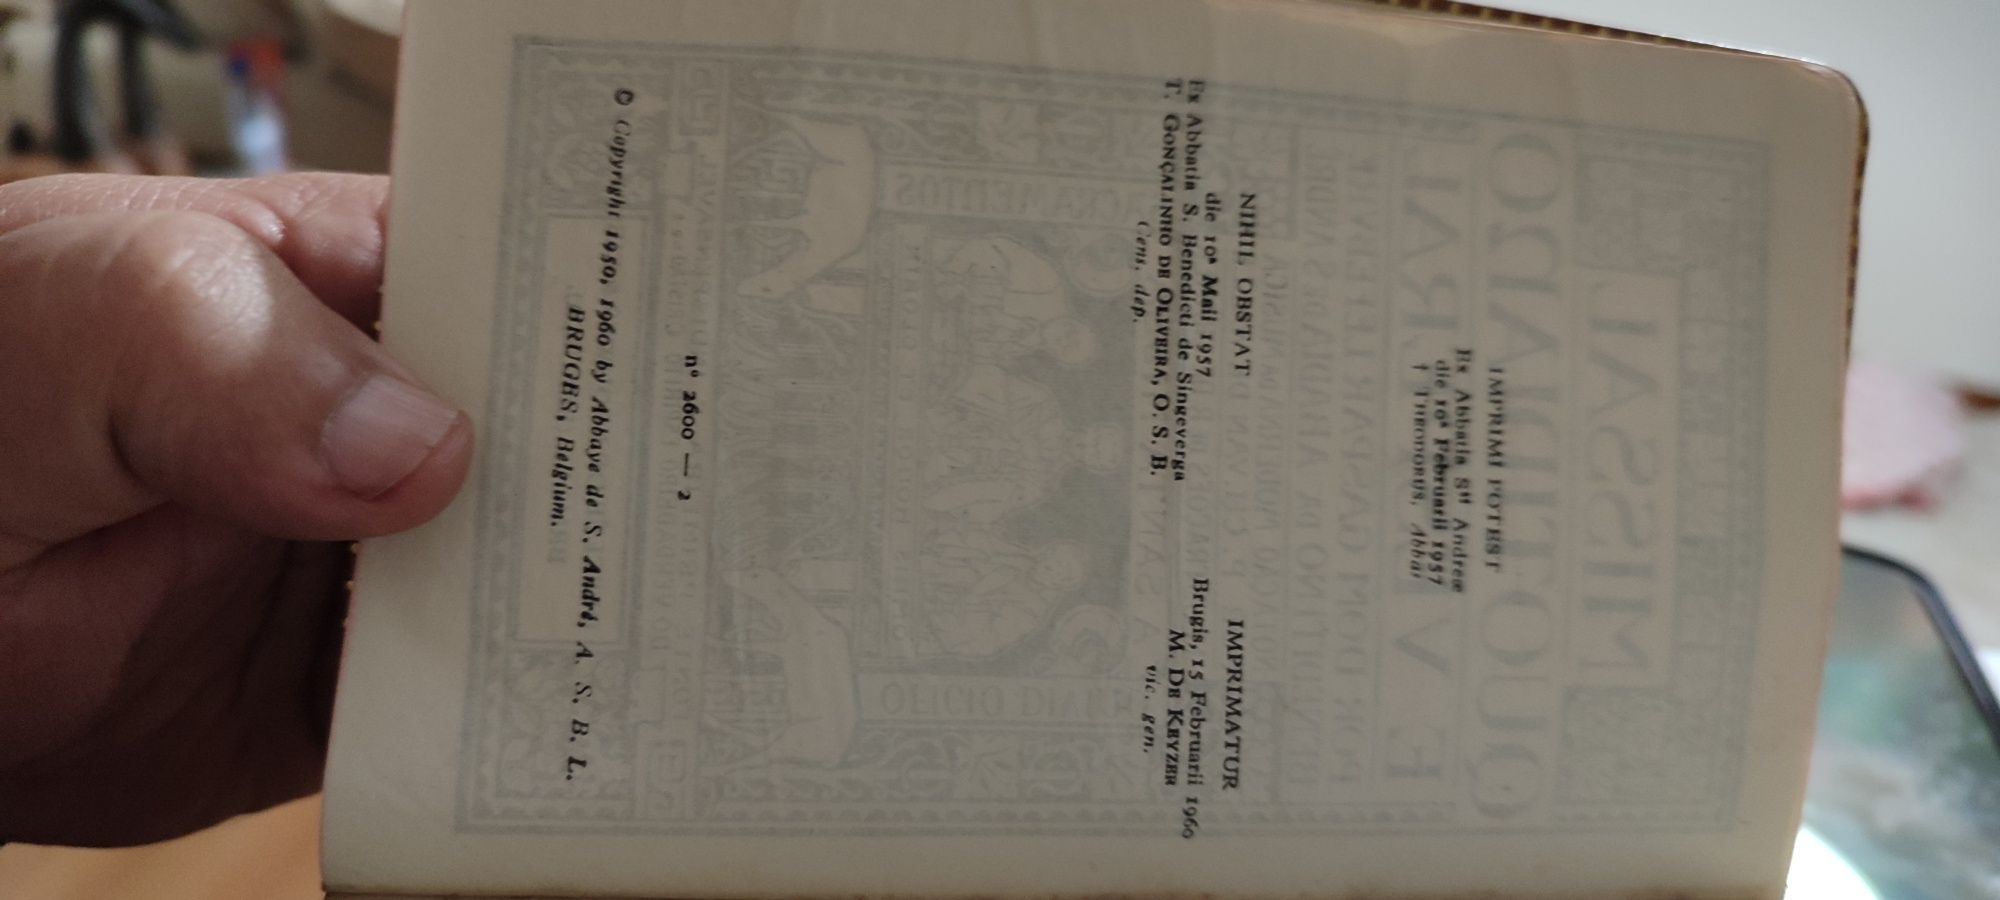 IMPRIMI POTEST
Ex Abbatia Sti Andreæ
die 10a Februarii 1957
† THEODORUS, Abbas
NIHIL OBSTAT
die 10a Maii 1957
Ex Abbatia S. Benedicti de Singeverga
T. GONÇALINHO DE OLIVEIRA, O. S. B.
Cens. dep.
IMPRIMATUR
Brugis, 15 Februarii 1960
M. DE KEYZER
vic. gen.
nº 2600 — 2
© Copyright 1950, 1960 by Abbaye de S. André, A. S. B. L.
BRUGES, Belgium.